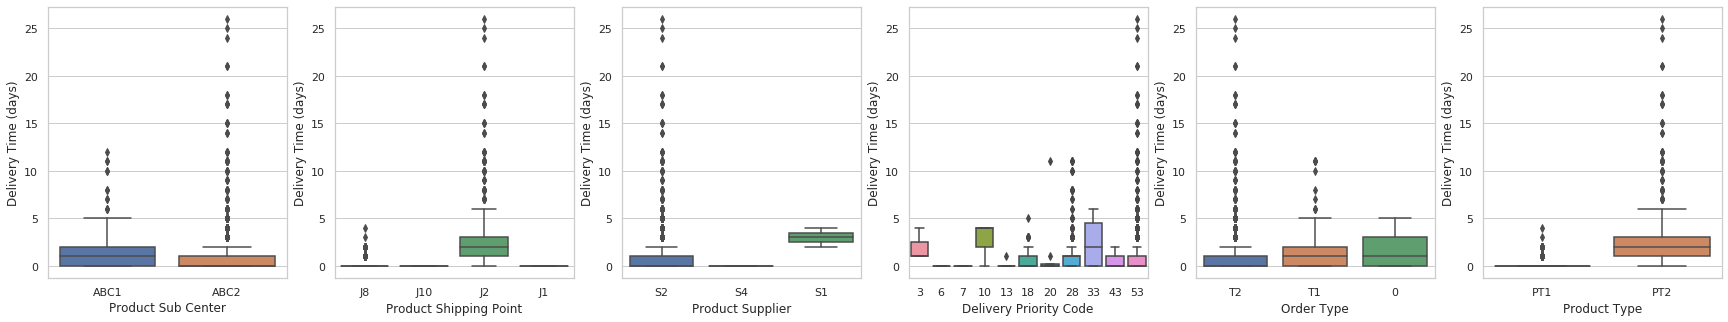 Delivery Time (days)
25
20
15
10
5
0
ABC1 ABC2
Product Sub Center
Delivery Time (days)
25
20
15
10
5
0
J8 J10 J2 J1
Product Shipping Point
Delivery Time (days)
25
20
15
10
5
0
S2 S4 S1
Product Supplier
Delivery Time (days)
25
20
15
10
5
0
3 6 7 10 13 18 20 28 33 43 53
Delivery Priority Code
Delivery Time (days)
25
20
15
10
5
0
T2 T1 0
Order Type
Delivery Time (days)
25
20
15
10
5
0
PT1 PT2
Product Type